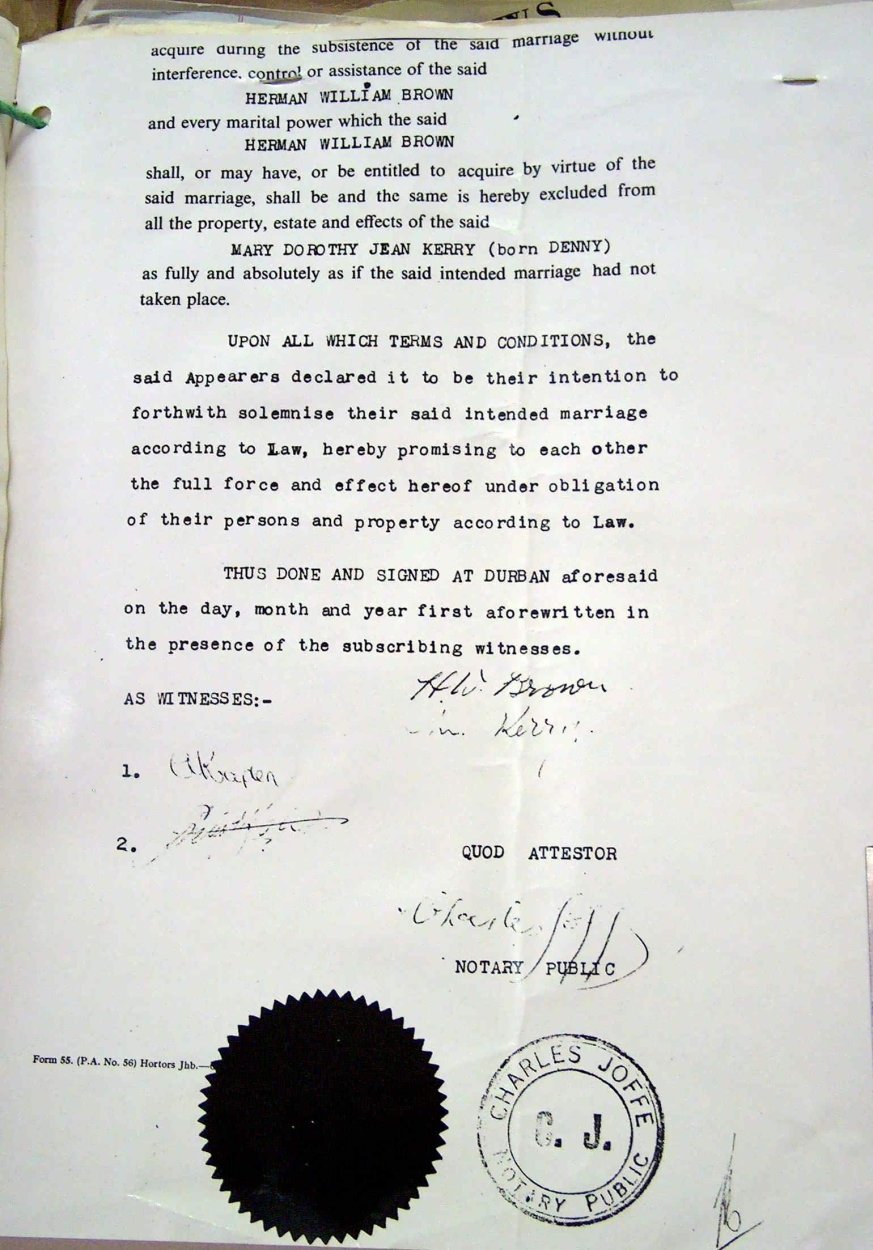 acquire during the subsistence of the said marriage without
interference, control or assistance of the said
HERMAN WILLIAM BROWN
and every marital power which the said
HERMAN WILLIAM BROWN
shall, or may have, or be entitled to acquire by virtue of the
said marriage, shall be and the same is hereby excluded from
all the property, estate and effects of the said
MARY DOROTHY JEAN KERRY (born DENNY)
as fully and absolutely as if the said intended marriage had not
taken place.
UPON ALL WHICH TERMS AND CONDITIONS, the
said Appearers declared it to be their intention to
forthwith solemnise their said intended marriage
according to Law, hereby promising to each other
the full force and effect hereof under obligation
of their persons and property according to Law.
THUS DONE AND SIGNED AT DURBAN aforesaid
on the day, month and year first aforewritten in
the presence of the subscribing witnesses.
H.W. Brown
AS WITNESSES:-
Kerry
1.
2.
QUOD ATTESTOR
Charles Joffe
NOTARY PUBLIC
Form 55. (P.A. No. 56) Hortors Jhb.—
CHARLES JOFFE
C. J.
NOTARY PUBLIC